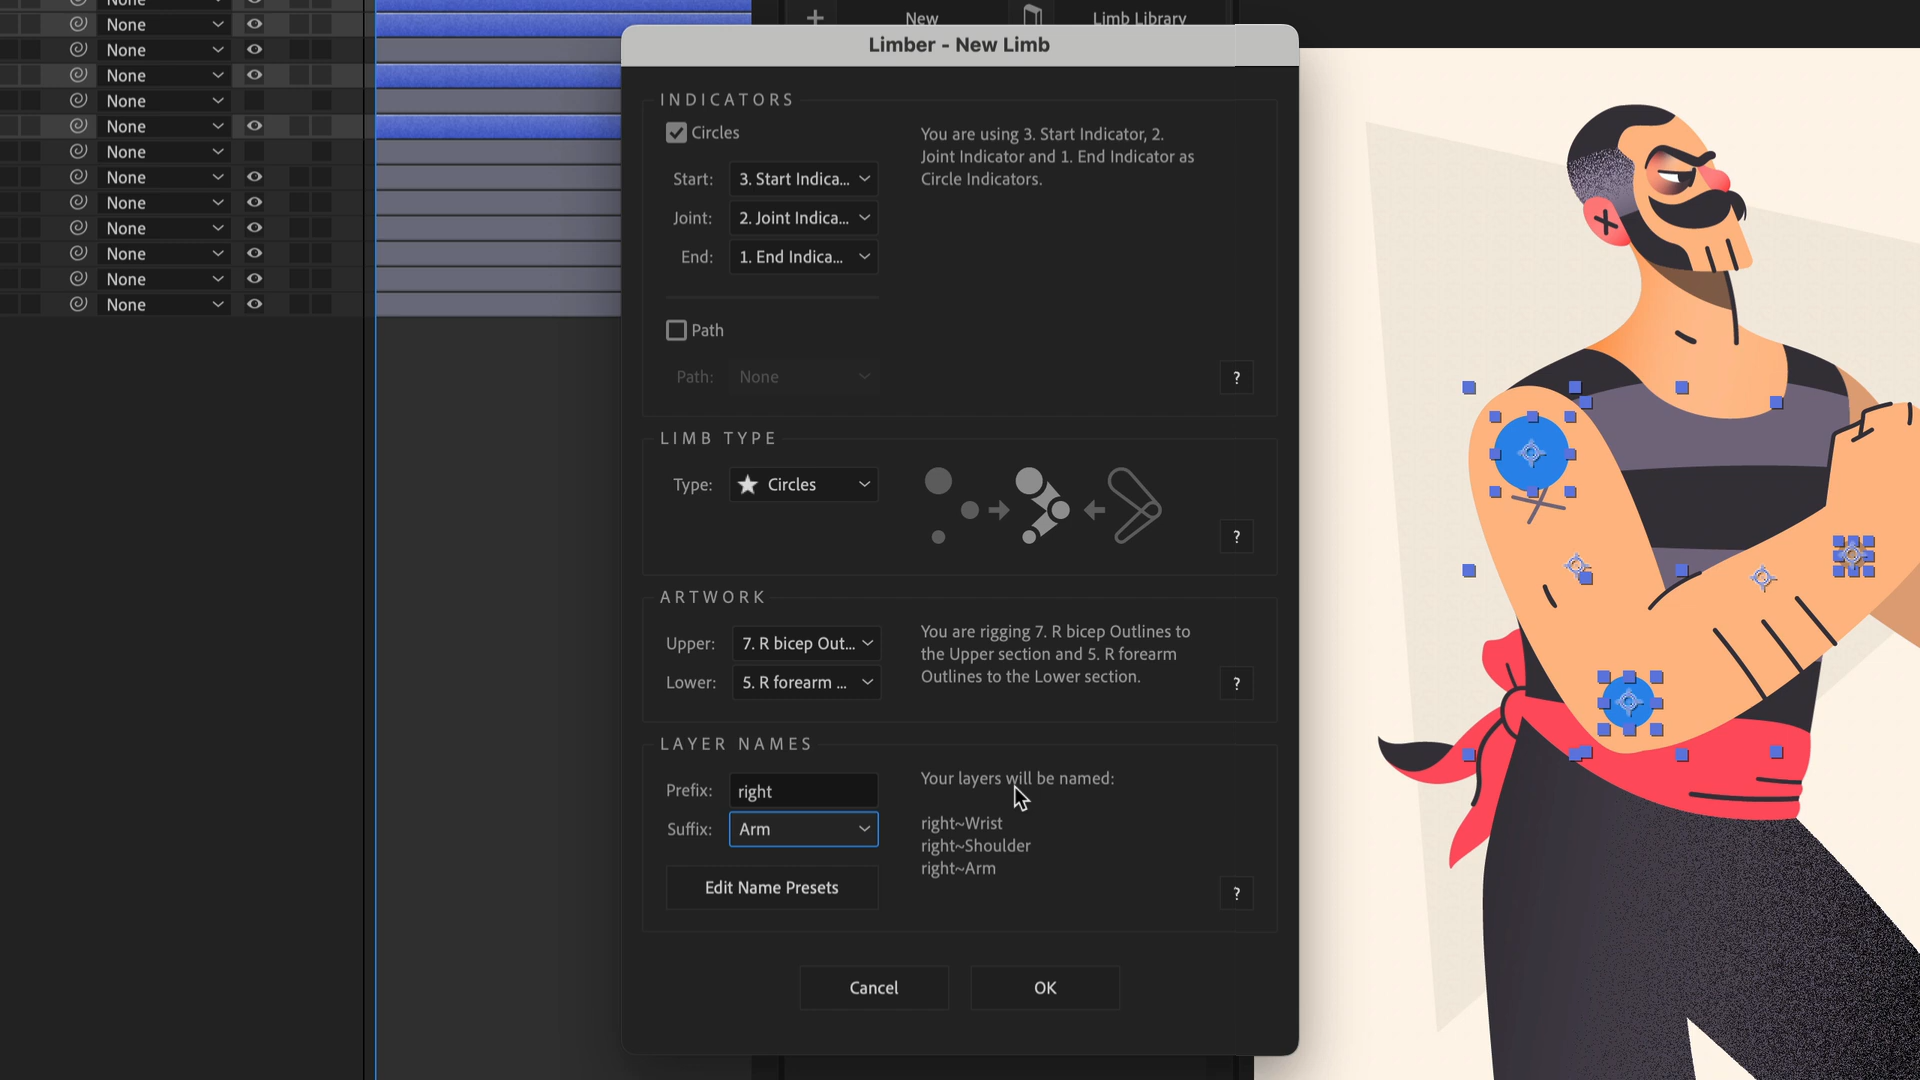 None
None
None
None
None
None
None
None
None
None
None
None
None
New
Limb Library
Limber - New Limb
INDICATORS
Circles
Start: 3. Start Indica...
Joint: 2. Joint Indica...
End: 1. End Indica...
You are using 3. Start Indicator, 2.
Joint Indicator and 1. End Indicator as
Circle Indicators.
Path
Path: None
?
LIMB TYPE
Type: Circles
?
ARTWORK
Upper: 7. R bicep Out...
Lower: 5. R forearm ...
You are rigging 7. R bicep Outlines to
the Upper section and 5. R forearm
Outlines to the Lower section.
?
LAYER NAMES
Prefix: right
Suffix: Arm
Edit Name Presets
Your layers will be named:
right~Wrist
right~Shoulder
right~Arm
?
Cancel
OK